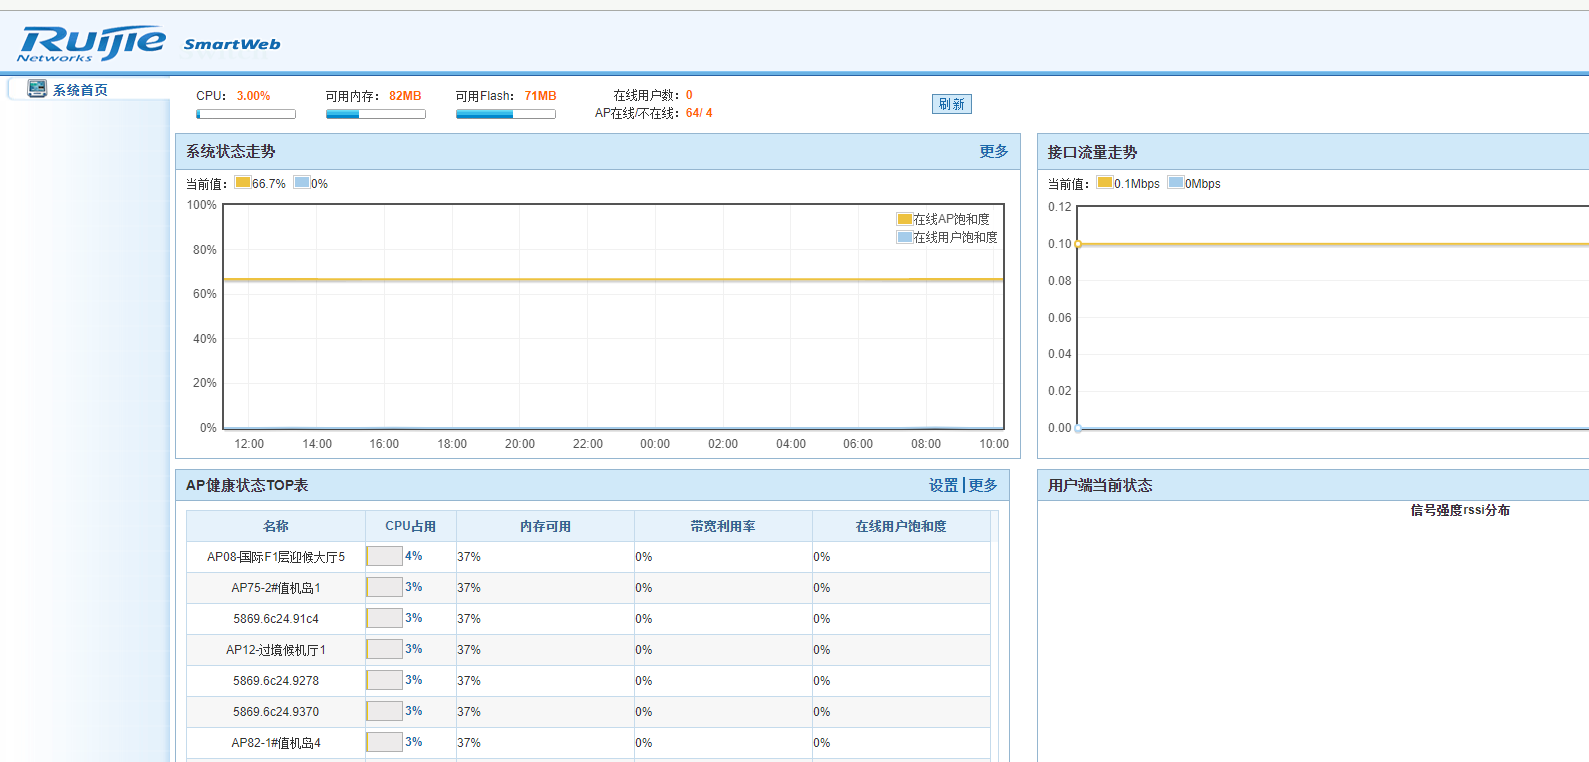 Ruijie
Networks
SmartWeb
系统首页
CPU： 3.00%
可用内存： 82MB
可用Flash： 71MB
在线用户数：0
AP在线/不在线：64/ 4
刷新
系统状态走势
更多
当前值： 66.7% 0%
100%
80%
60%
40%
20%
0%
在线AP饱和度
在线用户饱和度
12:00 14:00 16:00 18:00 20:00 22:00 00:00 02:00 04:00 06:00 08:00 10:00
接口流量走势
当前值： 0.1Mbps 0Mbps
0.12
0.10
0.08
0.06
0.04
0.02
0.00
AP健康状态TOP表
设置|更多
名称 CPU占用 内存可用 带宽利用率 在线用户饱和度
AP08-国际F1层迎候大厅5 4% 37% 0% 0%
AP75-2#值机岛1 3% 37% 0% 0%
5869.6c24.91c4 3% 37% 0% 0%
AP12-过境候机厅1 3% 37% 0% 0%
5869.6c24.9278 3% 37% 0% 0%
5869.6c24.9370 3% 37% 0% 0%
AP82-1#值机岛4 3% 37% 0% 0%
用户端当前状态
信号强度rssi分布